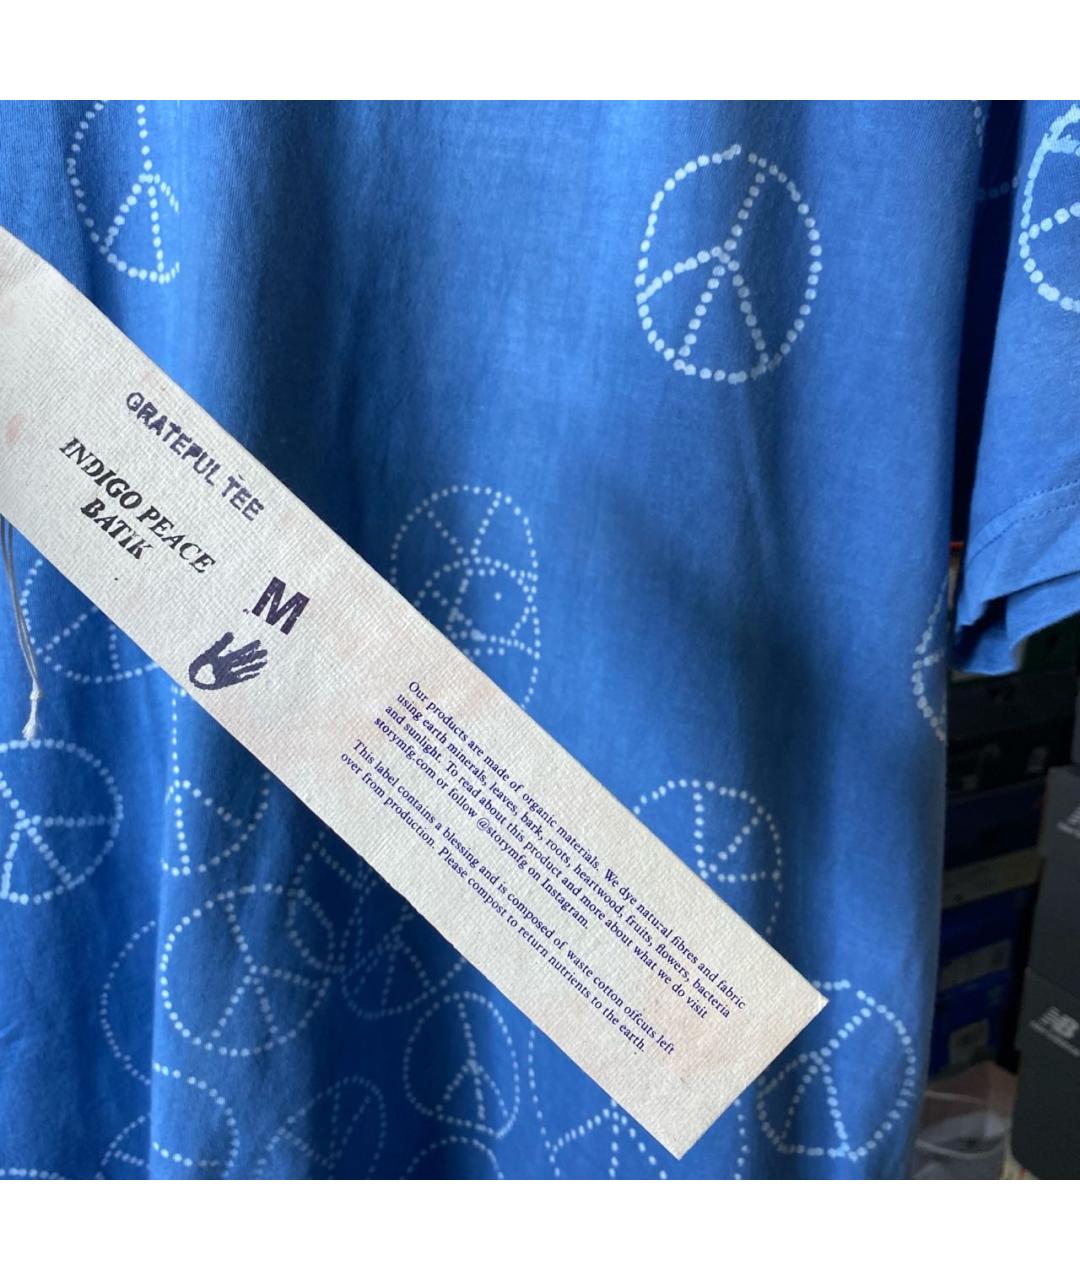 GRATEFUL TEE
INDIGO PEACE
BATIK
M
Our products are made of organic materials. We dye natural fibres and fabric
using earth minerals, leaves, bark, roots, heartwood, fruits, flowers, bacteria
and sunlight. To read about this product and more about what we do visit
storymfg.com or follow @storymfg on Instagram.
This label contains a blessing and is composed of waste cotton offcuts left
over from production. Please compost to return nutrients to the earth.
NB